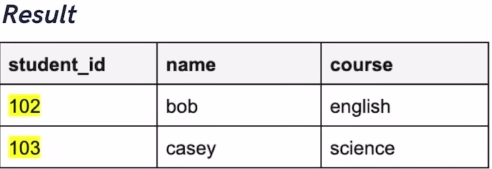 Result
student_id name course
102 bob english
103 casey science